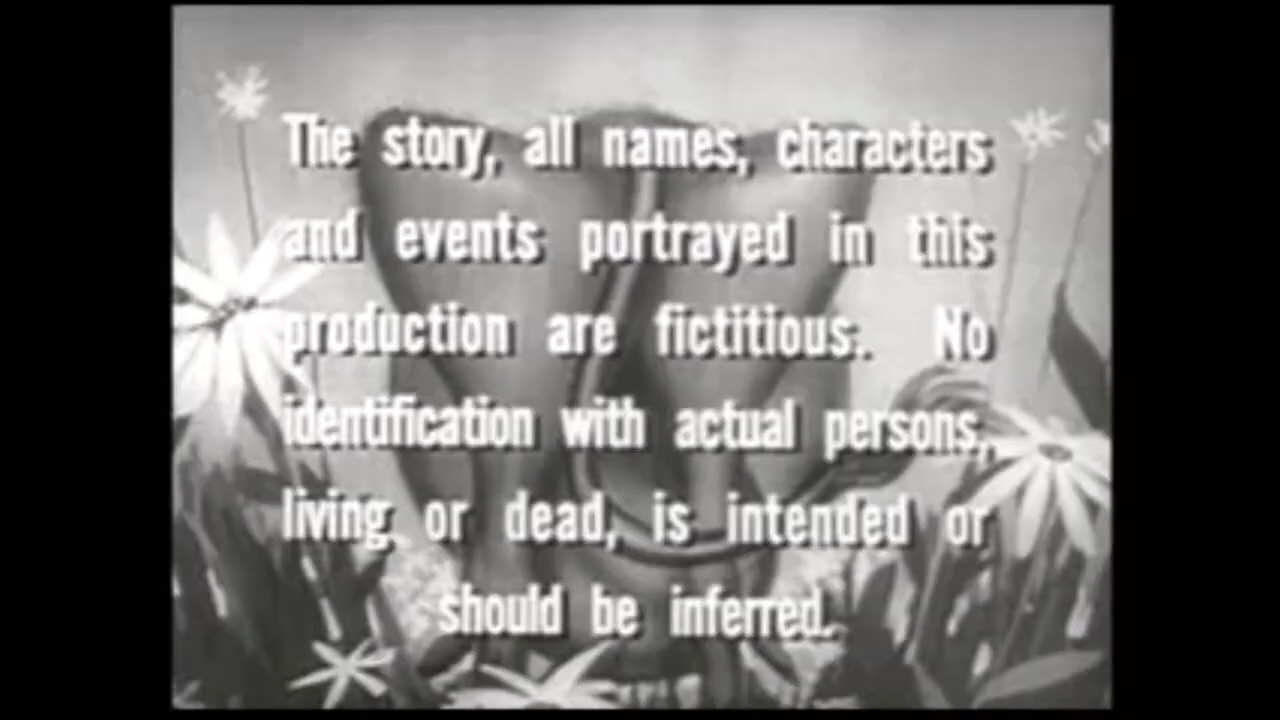 The story, all names, characters
and events portrayed in this
production are fictitious. No
identification with actual persons,
living or dead, is intended or
should be inferred.